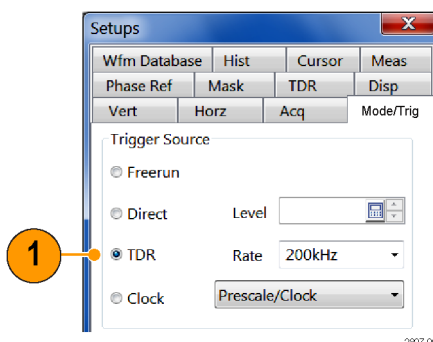 Setups
Wfm Database Hist Cursor Meas
Phase Ref Mask TDR Disp
Vert Horz Acq Mode/Trig
Trigger Source
Freerun
Direct Level
1 TDR Rate 200kHz
Clock Prescale/Clock